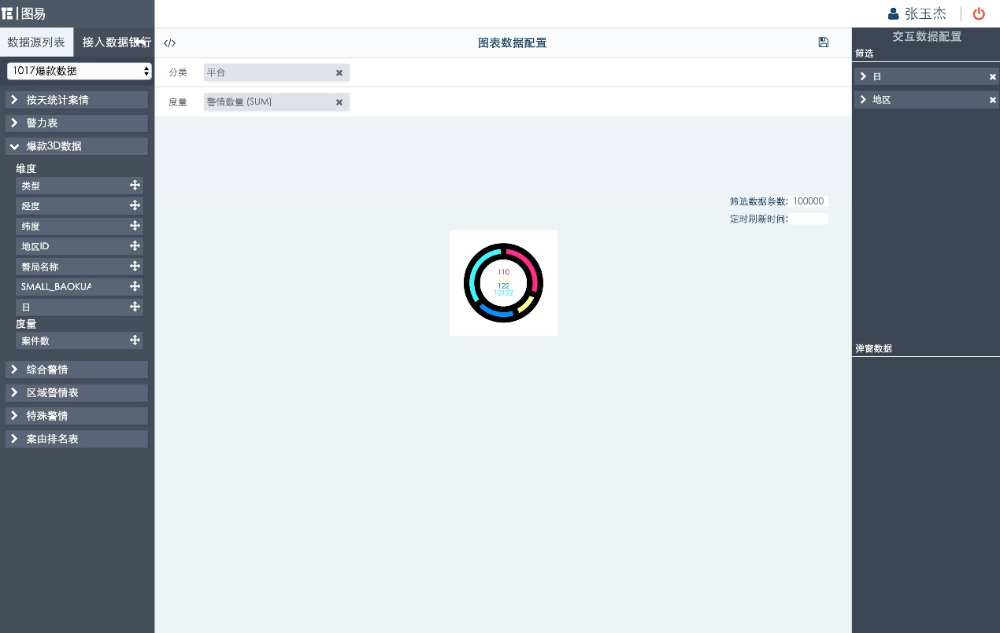 图易
张玉杰
数据源列表
接入数据银行
</>
图表数据配置
交互数据配置
1017爆款数据
按天统计案情
警力表
爆款3D数据
维度
类型
经度
纬度
地区ID
警局名称
SMALL_BAOKUA
日
度量
案件数
综合警情
区域警情表
特殊警情
案由排名表
分类
平台
度量
警情数量 (SUM)
筛选数据条数: 100000
定时刷新时间:
110
122
12122
筛选
日
地区
弹窗数据